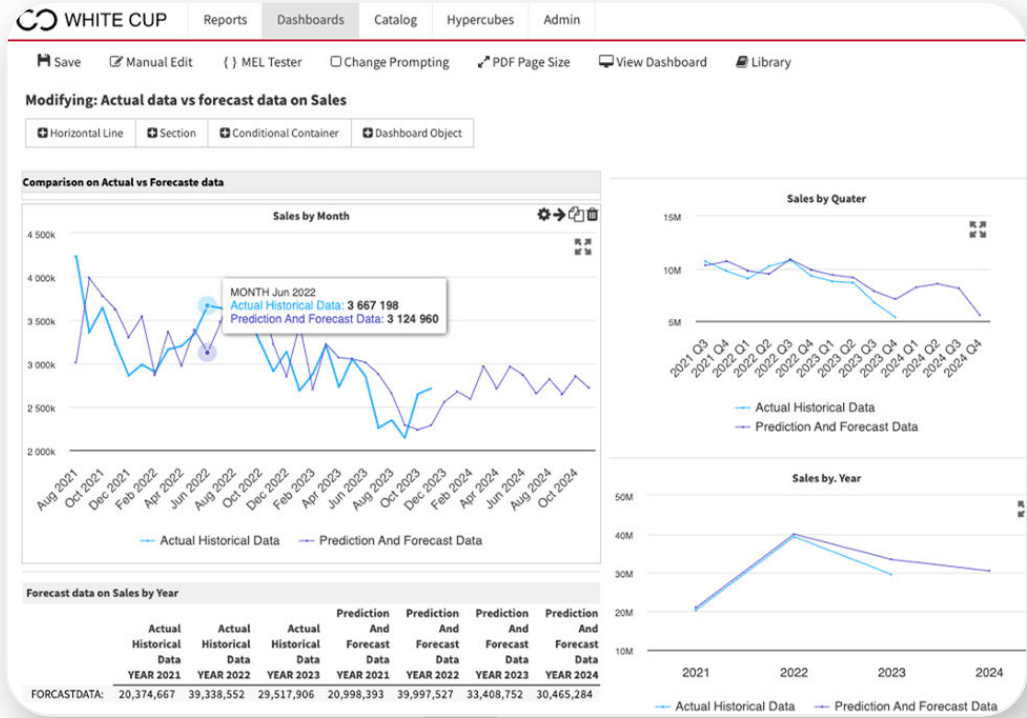 WHITE CUP Reports Dashboards Catalog Hypercubes Admin
Save Manual Edit { } MEL Tester Change Prompting PDF Page Size View Dashboard Library
Modifying: Actual data vs forecast data on Sales
Horizontal Line Section Conditional Container Dashboard Object
Comparison on Actual vs Forecaste data
Sales by Month
4 500k
4 000k
3 500k
3 000k
2 500k
2 000k
MONTH Jun 2022
Actual Historical Data: 3 667 198
Prediction And Forecast Data: 3 124 960
Aug 2021 Oct 2021 Dec 2021 Feb 2022 Apr 2022 Jun 2022 Aug 2022 Oct 2022 Dec 2022 Feb 2023 Apr 2023 Jun 2023 Aug 2023 Oct 2023 Dec 2023 Feb 2024 Apr 2024 Jun 2024 Aug 2024 Oct 2024
Actual Historical Data Prediction And Forecast Data
Sales by Quater
15M
10M
5M
2021 Q3 2021 Q4 2022 Q1 2022 Q2 2022 Q3 2022 Q4 2023 Q1 2023 Q2 2023 Q3 2023 Q4 2024 Q1 2024 Q2 2024 Q3 2024 Q4
Actual Historical Data
Prediction And Forecast Data
Sales by. Year
50M
40M
30M
20M
10M
2021 2022 2023 2024
Actual Historical Data Prediction And Forecast Data
Forecast data on Sales by Year
Prediction Prediction Prediction Prediction
Actual Actual Actual And And And And
Historical Historical Historical Forecast Forecast Forecast Forecast
Data Data Data Data Data Data Data
YEAR 2021 YEAR 2022 YEAR 2023 YEAR 2021 YEAR 2022 YEAR 2023 YEAR 2024
FORCASTDATA: 20,374,667 39,338,552 29,517,906 20,998,393 39,997,527 33,408,752 30,465,284